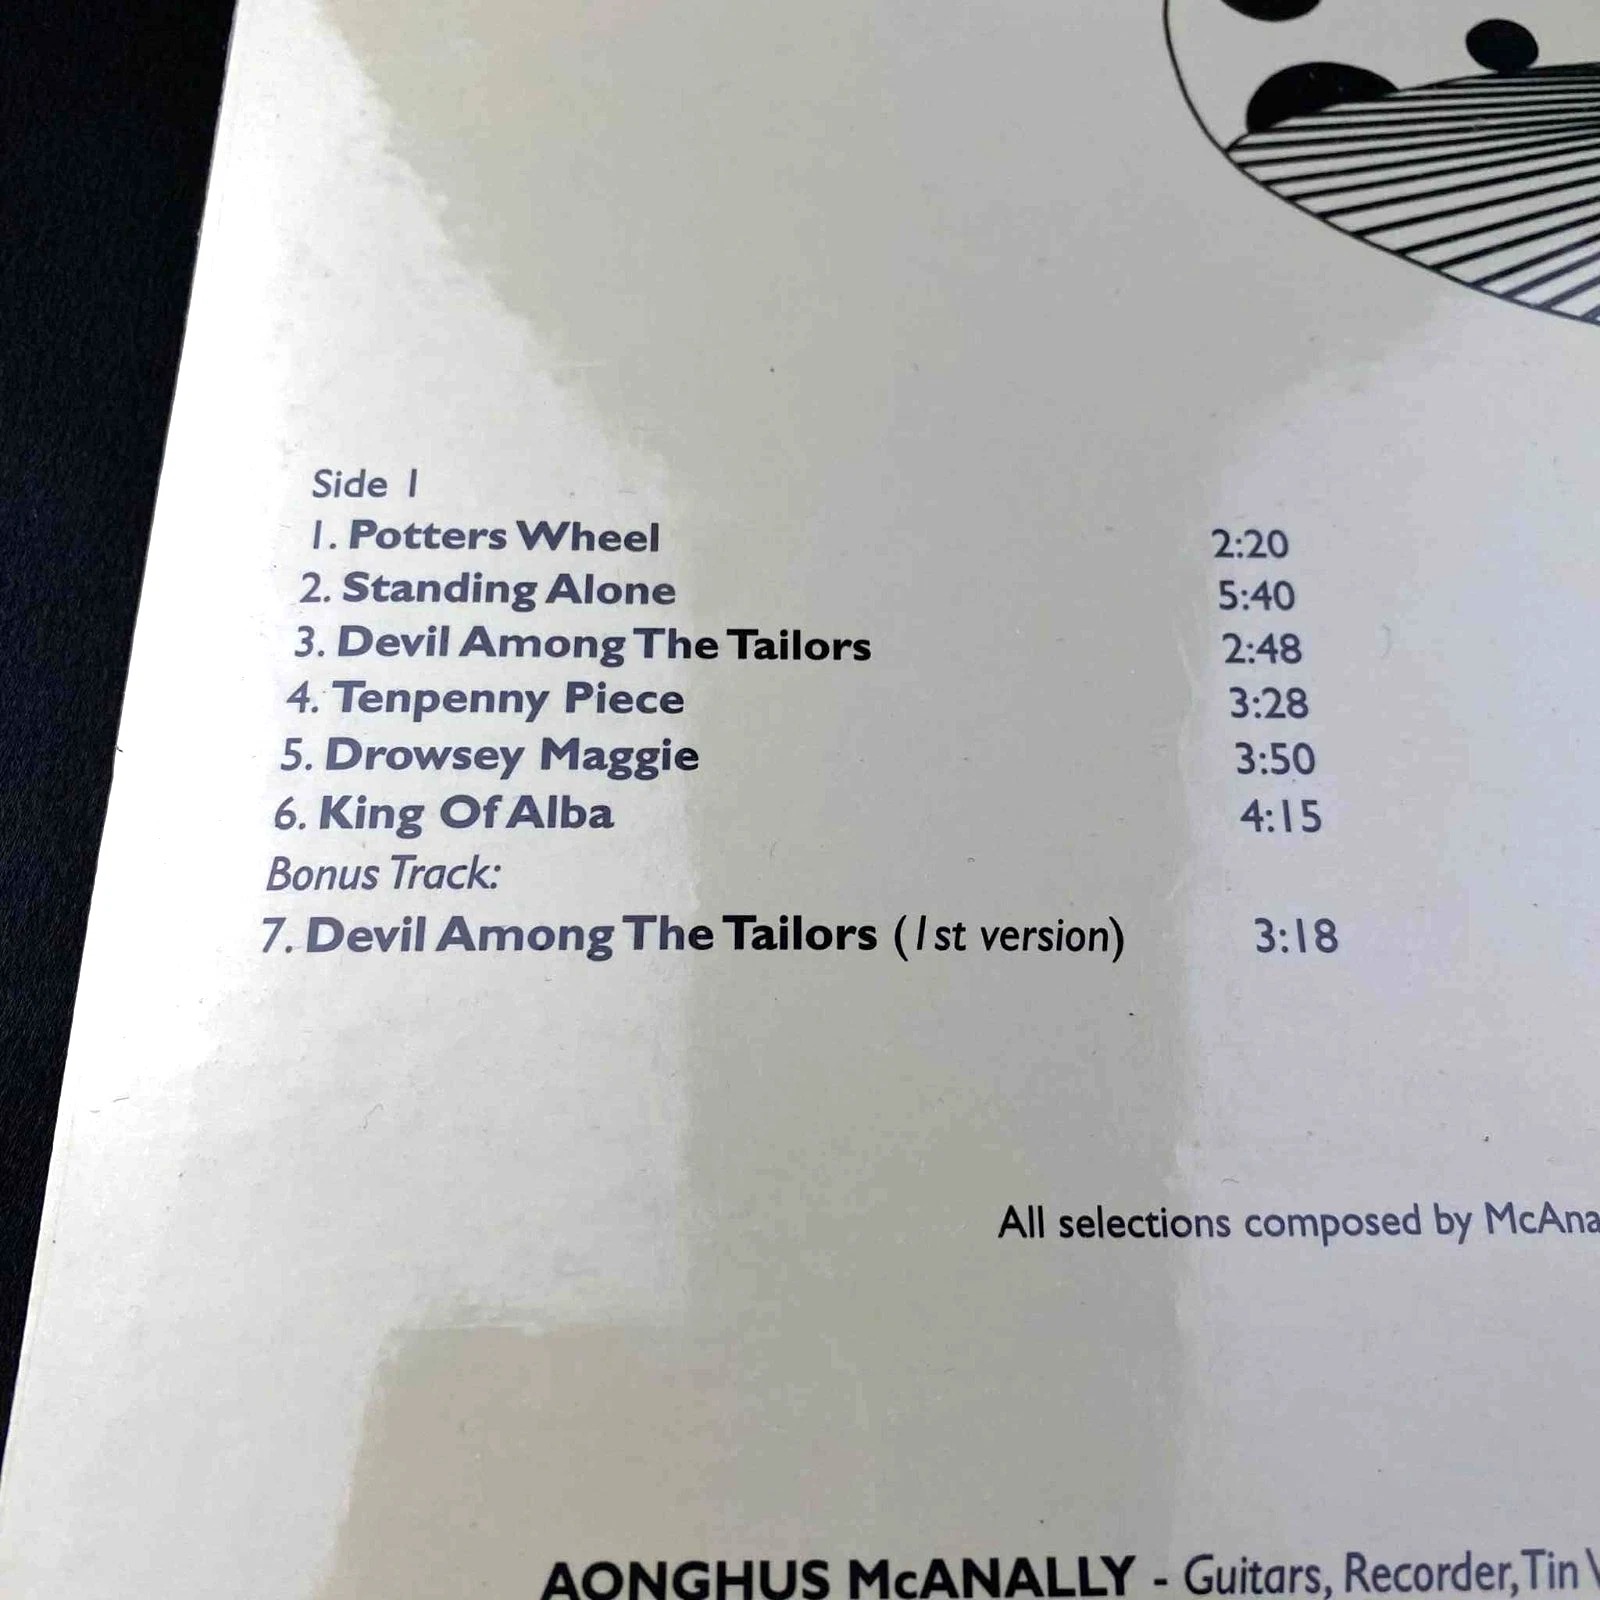 Side 1
1. Potters Wheel 2:20
2. Standing Alone 5:40
3. Devil Among The Tailors 2:48
4. Tenpenny Piece 3:28
5. Drowsey Maggie 3:50
6. King Of Alba 4:15
Bonus Track:
7. Devil Among The Tailors (1st version) 3:18
All selections composed by McAna
AONGHUS McANALLY - Guitars, Recorder, Tin